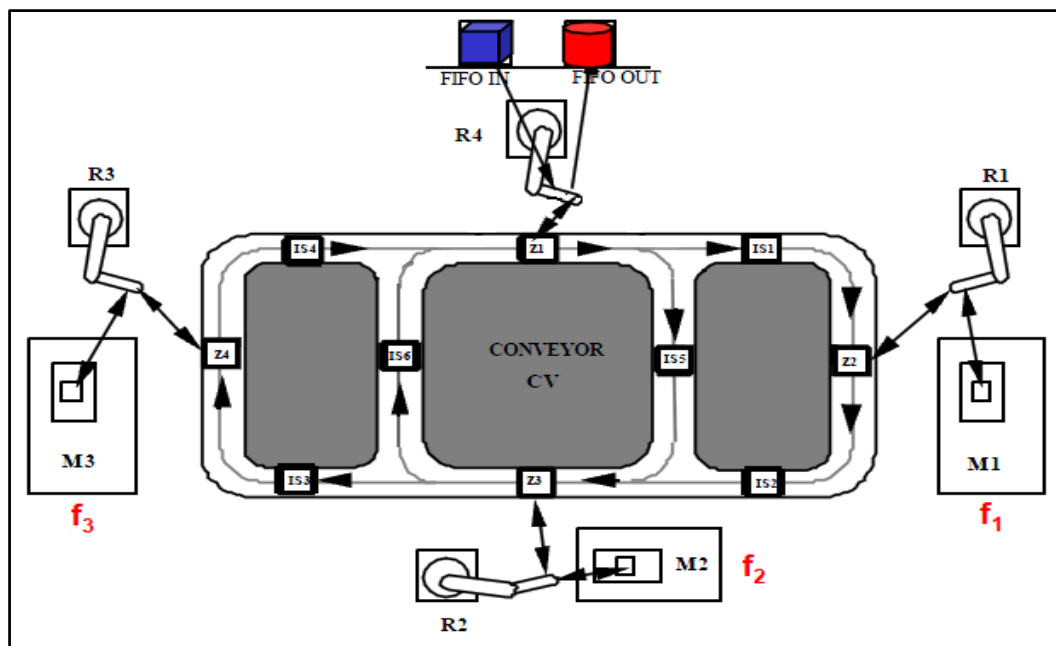 FIFO IN
FIFO OUT
R4
R3
R1
IS4
Z1
IS1
Z4
IS6
CONVEYOR
CV
IS5
Z2
M3
f3
IS3
Z3
IS2
M1
f1
R2
M2
f2